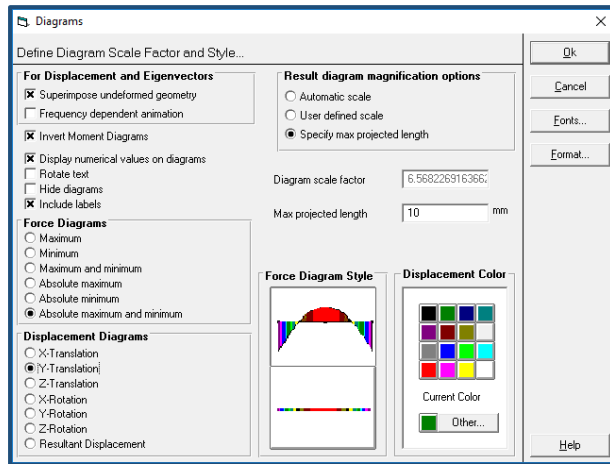 Diagrams
Define Diagram Scale Factor and Style...
For Displacement and Eigenvectors
Superimpose undeformed geometry
Frequency dependent animation
Invert Moment Diagrams
Display numerical values on diagrams
Rotate text
Hide diagrams
Include labels
Force Diagrams
Maximum
Minimum
Maximum and minimum
Absolute maximum
Absolute minimum
Absolute maximum and minimum
Displacement Diagrams
X-Translation
Y-Translation
Z-Translation
X-Rotation
Y-Rotation
Z-Rotation
Resultant Displacement
Result diagram magnification options
Automatic scale
User defined scale
Specify max projected length
Diagram scale factor 6.5682269163662
Max projected length 10 mm
Force Diagram Style
Displacement Color
Current Color
Other...
Ok
Cancel
Fonts...
Format...
Help